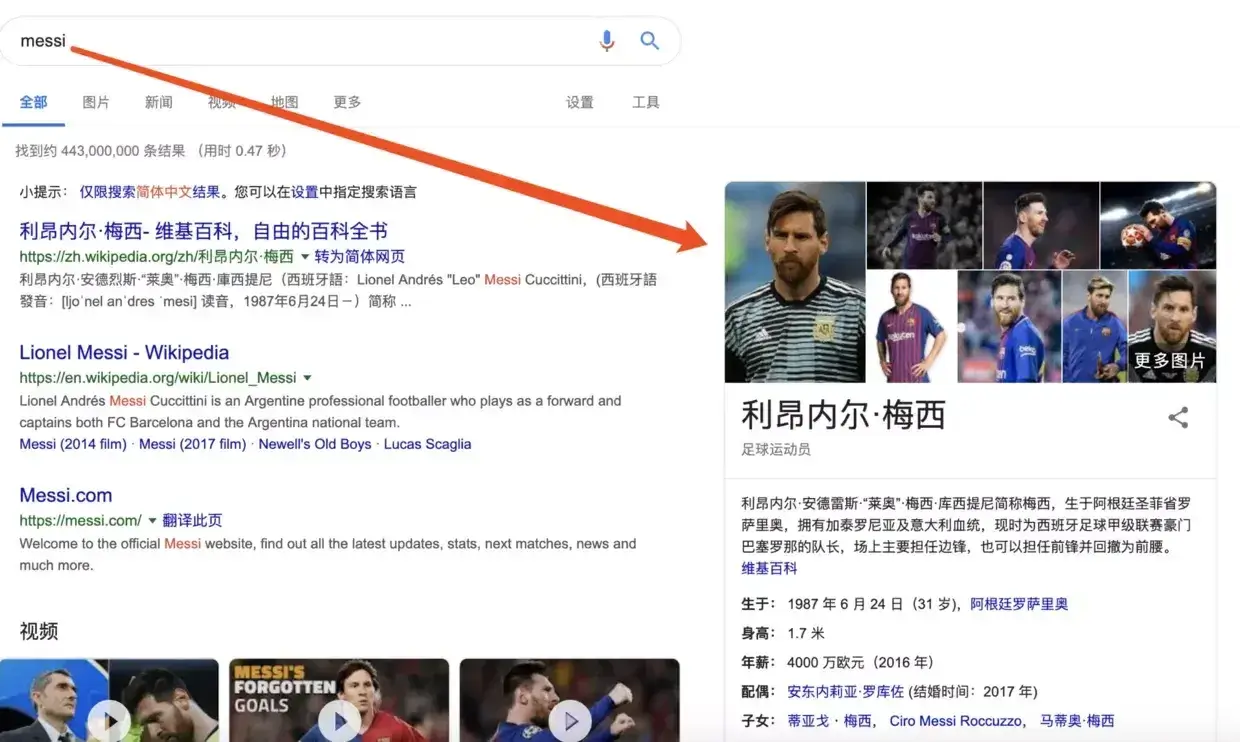 messi
全部 图片 新闻 视频 地图 更多 设置 工具
找到约 443,000,000 条结果 （用时 0.47 秒）
小提示： 仅限搜索简体中文结果。您可以在设置中指定搜索语言
利昂内尔·梅西- 维基百科，自由的百科全书
https://zh.wikipedia.org/zh/利昂内尔·梅西 转为简体网页
利昂内尔·安德烈斯·“莱奥”·梅西·庫西提尼（西班牙語：Lionel Andrés "Leo" Messi Cuccittini，(西班牙語
發音：[ljoˈnel anˈdres ˈmesi] 读音，1987年6月24日－）简称 ...
Lionel Messi - Wikipedia
https://en.wikipedia.org/wiki/Lionel_Messi
Lionel Andrés Messi Cuccittini is an Argentine professional footballer who plays as a forward and
captains both FC Barcelona and the Argentina national team.
Messi (2014 film) · Messi (2017 film) · Newell's Old Boys · Lucas Scaglia
Messi.com
https://messi.com/ 翻译此页
Welcome to the official Messi website, find out all the latest updates, stats, next matches, news and
much more.
视频
MESSI'S
FORGOTTEN
GOALS
更多图片
利昂内尔·梅西
足球运动员
利昂内尔·安德雷斯·“莱奥”·梅西·库西提尼简称梅西，生于阿根廷圣菲省罗
萨里奥，拥有加泰罗尼亚及意大利血统，现时为西班牙足球甲级联赛豪门
巴塞罗那的队长，场上主要担任边锋，也可以担任前锋并回撤为前腰。
维基百科
生于： 1987 年 6 月 24 日（31 岁)，阿根廷罗萨里奥
身高： 1.7 米
年薪： 4000 万欧元（2016 年）
配偶： 安东内莉亚·罗库佐 (结婚时间：2017 年)
子女： 蒂亚戈·梅西， Ciro Messi Roccuzzo， 马蒂奥·梅西